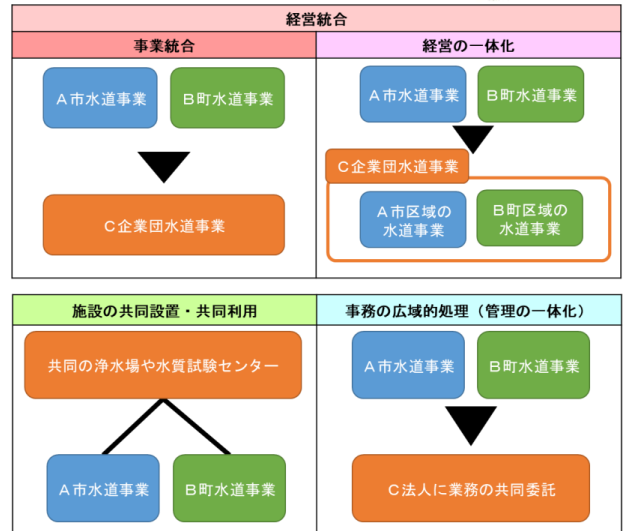 経営統合
事業統合
経営の一体化
A市水道事業
B町水道事業
C企業団水道事業
A市水道事業
B町水道事業
C企業団水道事業
A市区域の
水道事業
B町区域の
水道事業
施設の共同設置・共同利用
事務の広域的処理（管理の一体化）
共同の浄水場や水質試験センター
A市水道事業
B町水道事業
A市水道事業
B町水道事業
C法人に業務の共同委託